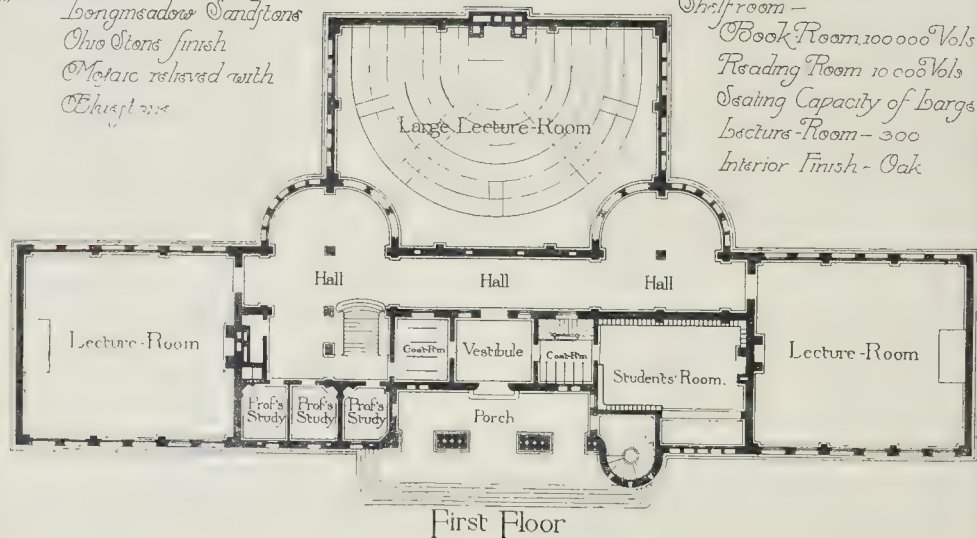 Longmeadow Sandstone
Ohio Stone finish
Mosaic relieved with
Shelfroom -
Book-Room, 100 000 Vols
Reading Room 10 000 Vols
Seating Capacity of Large
Lecture-Room - 300
Interior Finish - Oak
Large Lecture-Room
Hall
Hall
Hall
Lecture-Room
Coat-Rm
Vestibule
Coat-Rm
Students' Room.
Lecture-Room
Prof's
Study
Prof's
Study
Prof's
Study
Porch
First Floor